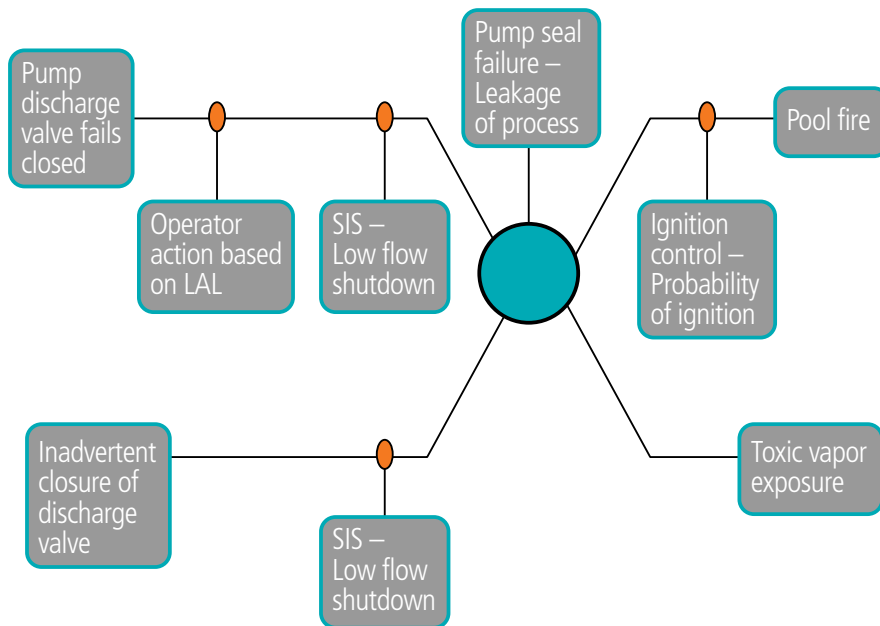 Pump seal
failure –
Leakage
of process
Pump
discharge
valve fails
closed
Pool fire
Operator
action based
on LAL
SIS –
Low flow
shutdown
Ignition
control –
Probability
of ignition
Inadvertent
closure of
discharge
valve
Toxic vapor
exposure
SIS –
Low flow
shutdown